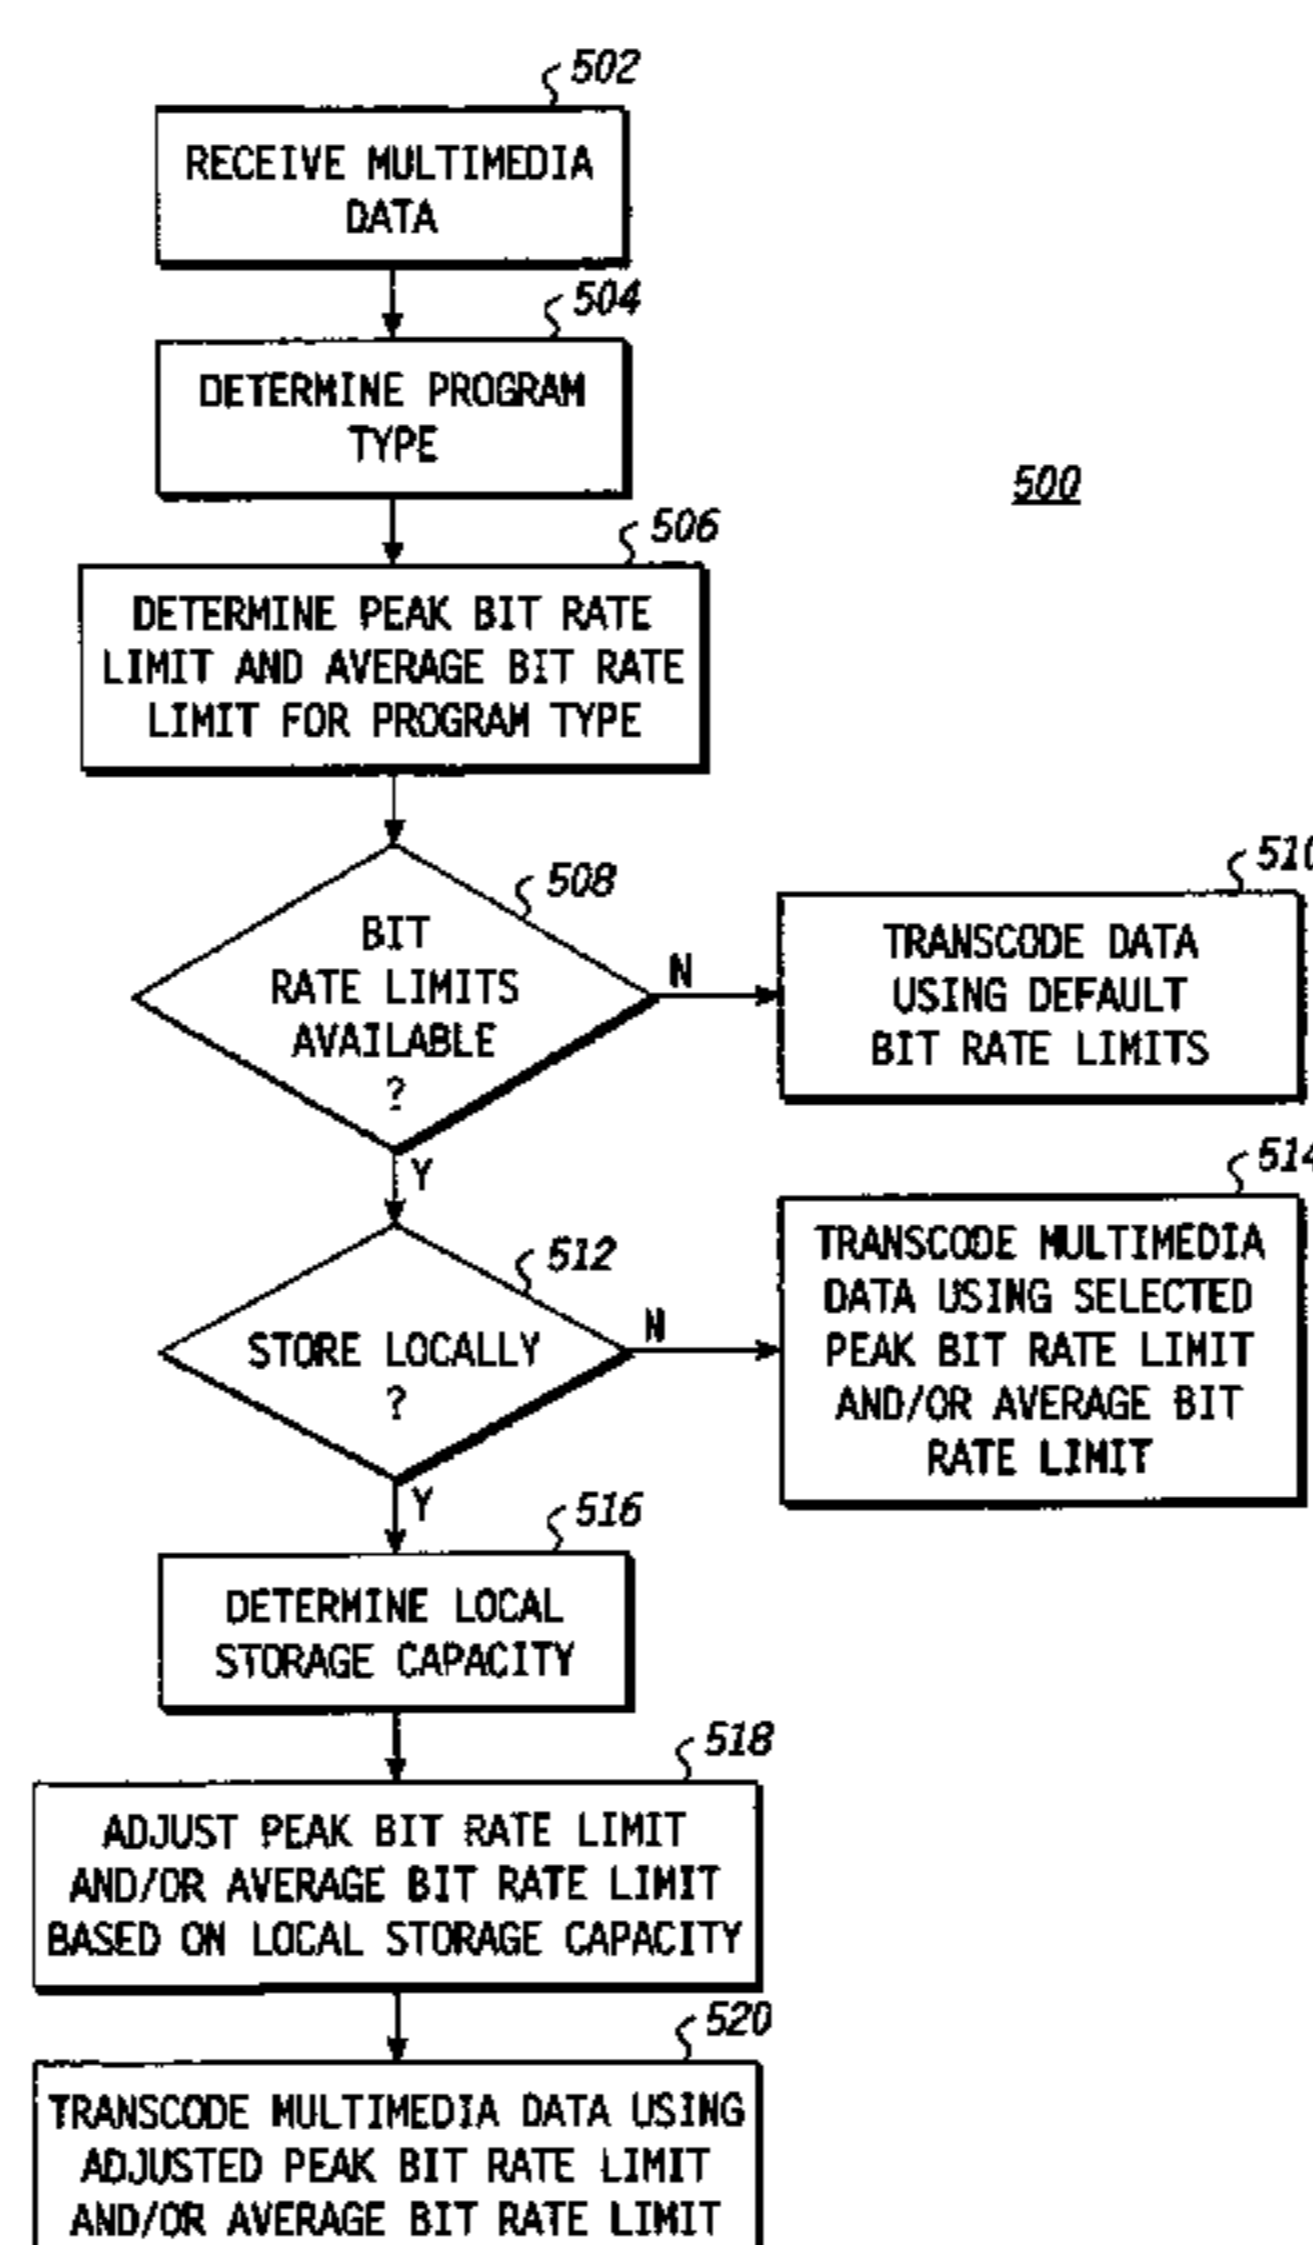 502
RECEIVE MULTIMEDIA
DATA
504
DETERMINE PROGRAM
TYPE
500
506
DETERMINE PEAK BIT RATE
LIMIT AND AVERAGE BIT RATE
LIMIT FOR PROGRAM TYPE
508
BIT
RATE LIMITS
AVAILABLE
?
N
510
TRANSCODE DATA
USING DEFAULT
BIT RATE LIMITS
Y
512
STORE LOCALLY
?
N
514
TRANSCODE MULTIMEDIA
DATA USING SELECTED
PEAK BIT RATE LIMIT
AND/OR AVERAGE BIT
RATE LIMIT
Y
516
DETERMINE LOCAL
STORAGE CAPACITY
518
ADJUST PEAK BIT RATE LIMIT
AND/OR AVERAGE BIT RATE LIMIT
BASED ON LOCAL STORAGE CAPACITY
520
TRANSCODE MULTIMEDIA DATA USING
ADJUSTED PEAK BIT RATE LIMIT
AND/OR AVERAGE BIT RATE LIMIT